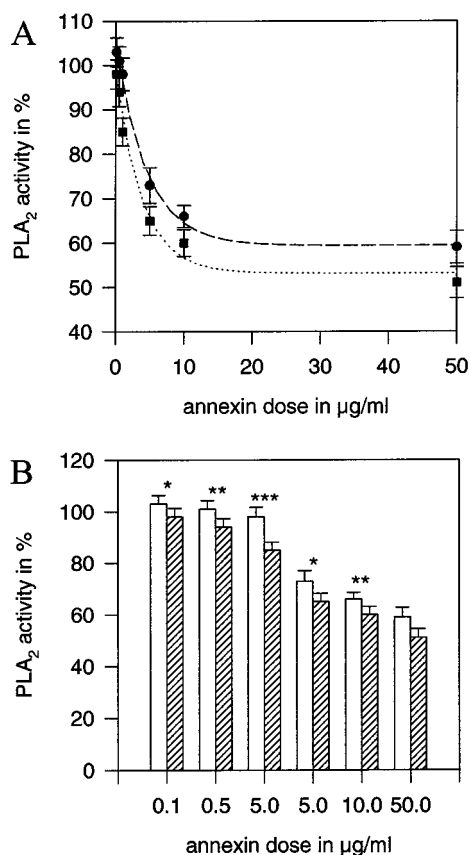 A
110
100
90
80
70
60
50
40
PLA2 activity in %
0 10 20 30 40 50
annexin dose in µg/ml
B
120
100
80
60
40
20
0
PLA2 activity in %
* ** *** * **
0.1 0.5 5.0 5.0 10.0 50.0
annexin dose in µg/ml